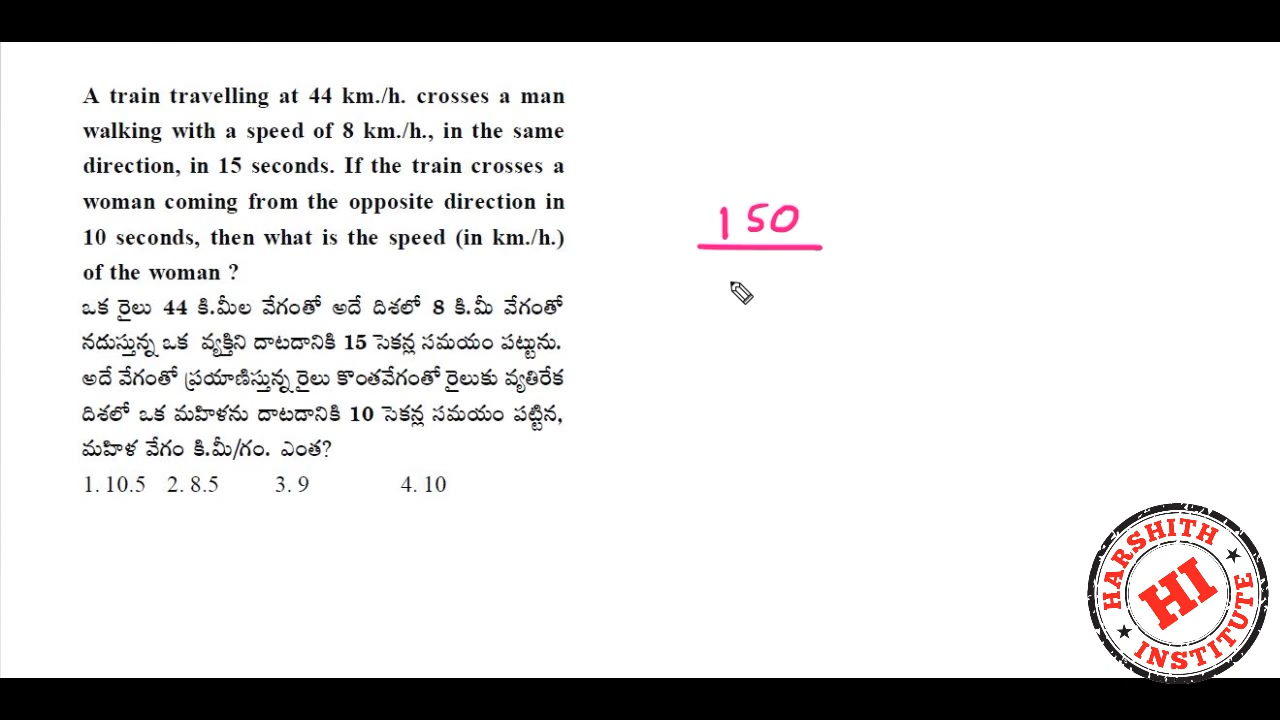 A train travelling at 44 km./h. crosses a man
walking with a speed of 8 km./h., in the same
direction, in 15 seconds. If the train crosses a
woman coming from the opposite direction in
10 seconds, then what is the speed (in km./h.)
of the woman ?
ఒక రైలు 44 కి.మీల వేగంతో అదే దిశలో 8 కి.మీ వేగంతో
నడుస్తున్న ఒక వ్యక్తిని దాటడానికి 15 సెకన్ల సమయం పట్టును.
అదే వేగంతో ప్రయాణిస్తున్న రైలు కొంతవేగంతో రైలుకు వ్యతిరేక
దిశలో ఒక మహిళను దాటడానికి 10 సెకన్ల సమయం పట్టిన,
మహిళ వేగం కి.మీ/గం. ఎంత?
1. 10.5 2. 8.5 3. 9 4. 10
150
HARSHITH
HI
INSTITUTE